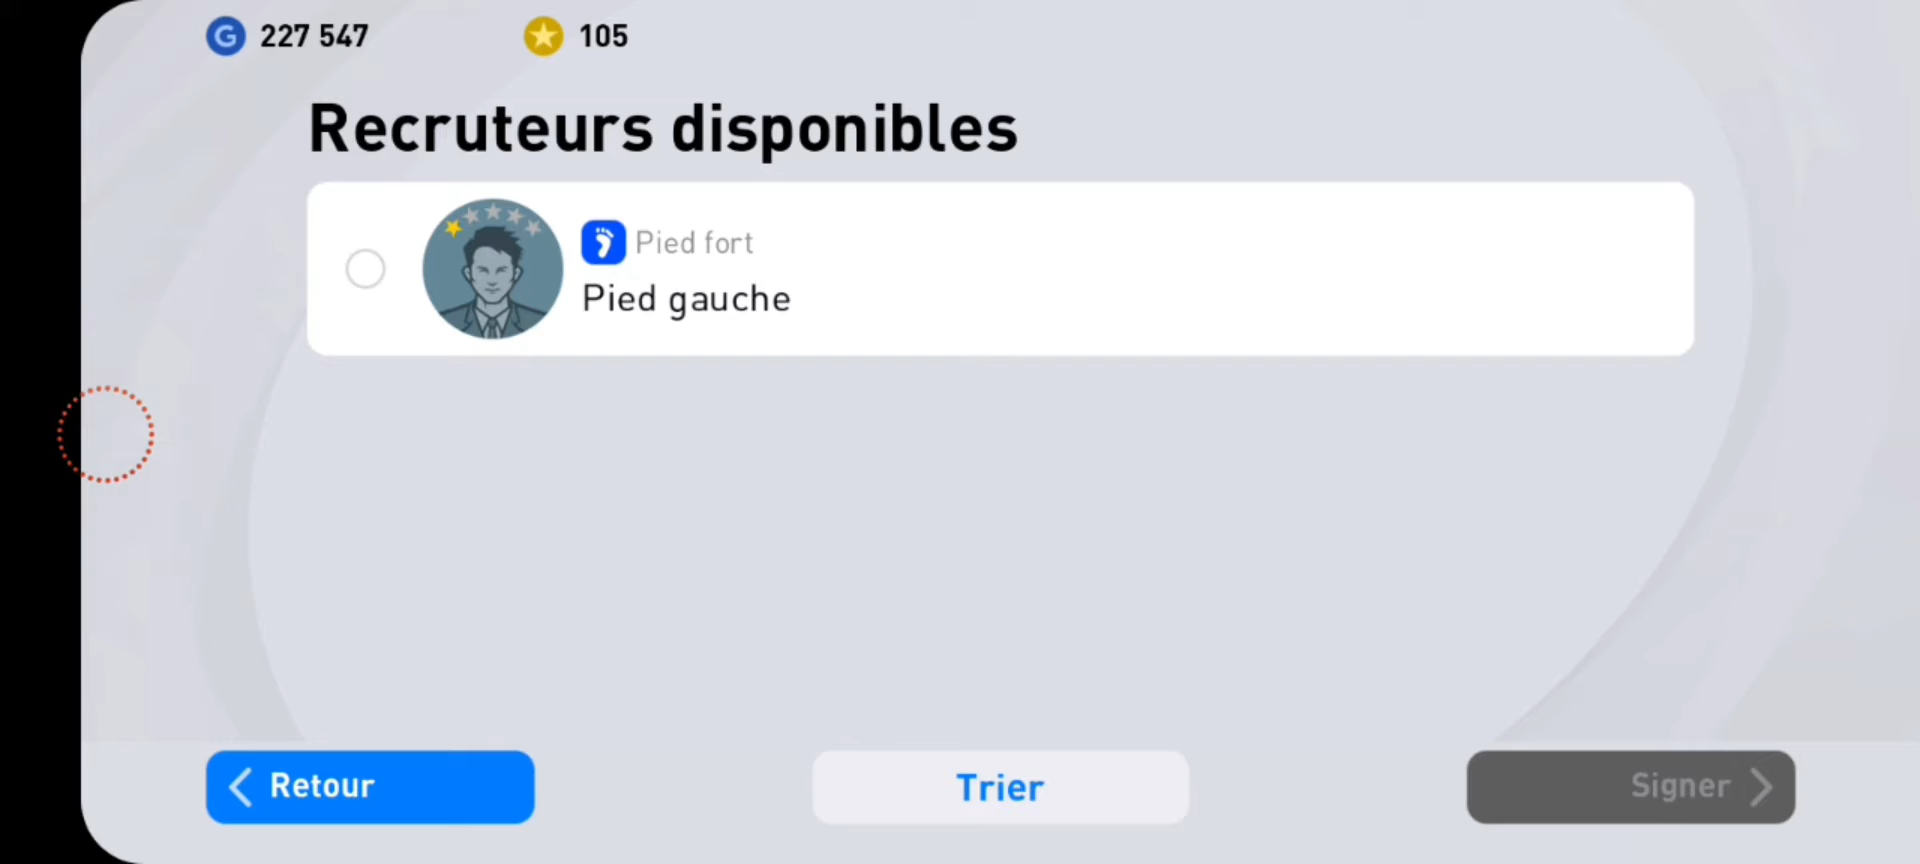 G 227 547
105
Recruteurs disponibles
Pied fort
Pied gauche
Retour
Trier
Signer